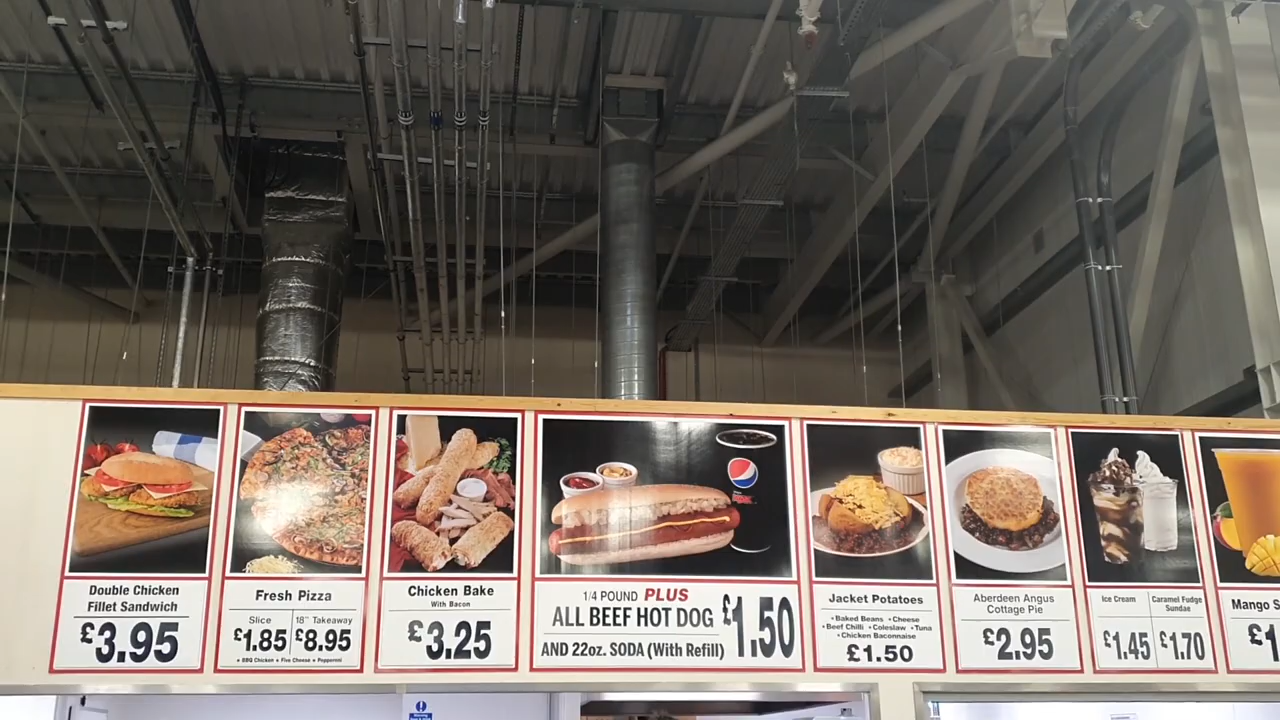 Double Chicken
Fillet Sandwich
£3.95
Fresh Pizza
Slice
£1.85
18" Takeaway
£8.95
• BBQ Chicken • Five Cheese • Pepperoni
Chicken Bake
With Bacon
£3.25
1/4 POUND PLUS
ALL BEEF HOT DOG
AND 22oz. SODA (With Refill)
£1.50
Jacket Potatoes
•Baked Beans •Cheese
•Beef Chilli •Coleslaw •Tuna
•Chicken Baconnaise
£1.50
Aberdeen Angus
Cottage Pie
£2.95
Ice Cream
£1.45
Caramel Fudge
Sundae
£1.70
Mango S
£1